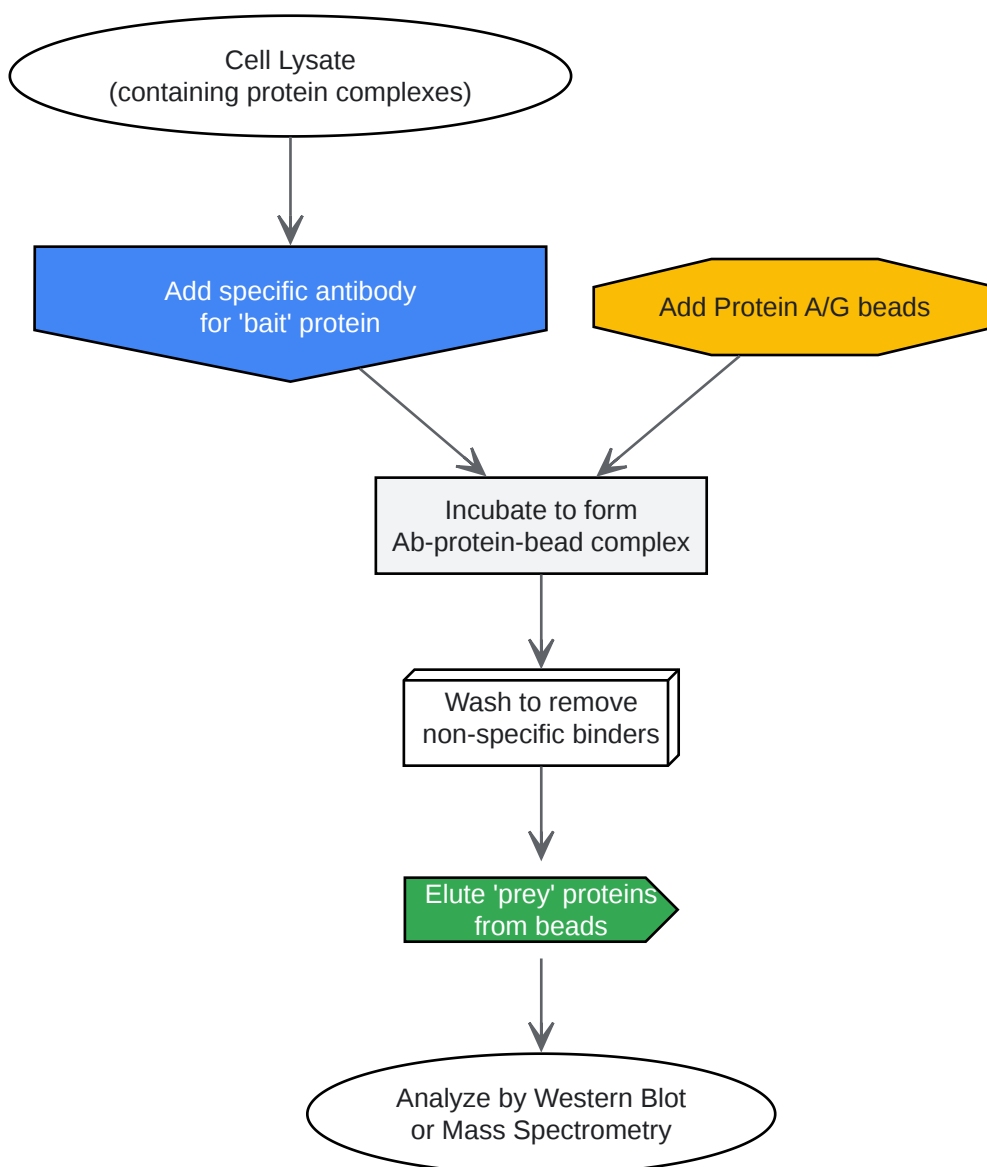 Cell Lysate
(containing protein complexes)
Add specific antibody
for 'bait' protein
Add Protein A/G beads
Incubate to form
Ab-protein-bead complex
Wash to remove
non-specific binders
Elute 'prey' proteins
from beads
Analyze by Western Blot
or Mass Spectrometry